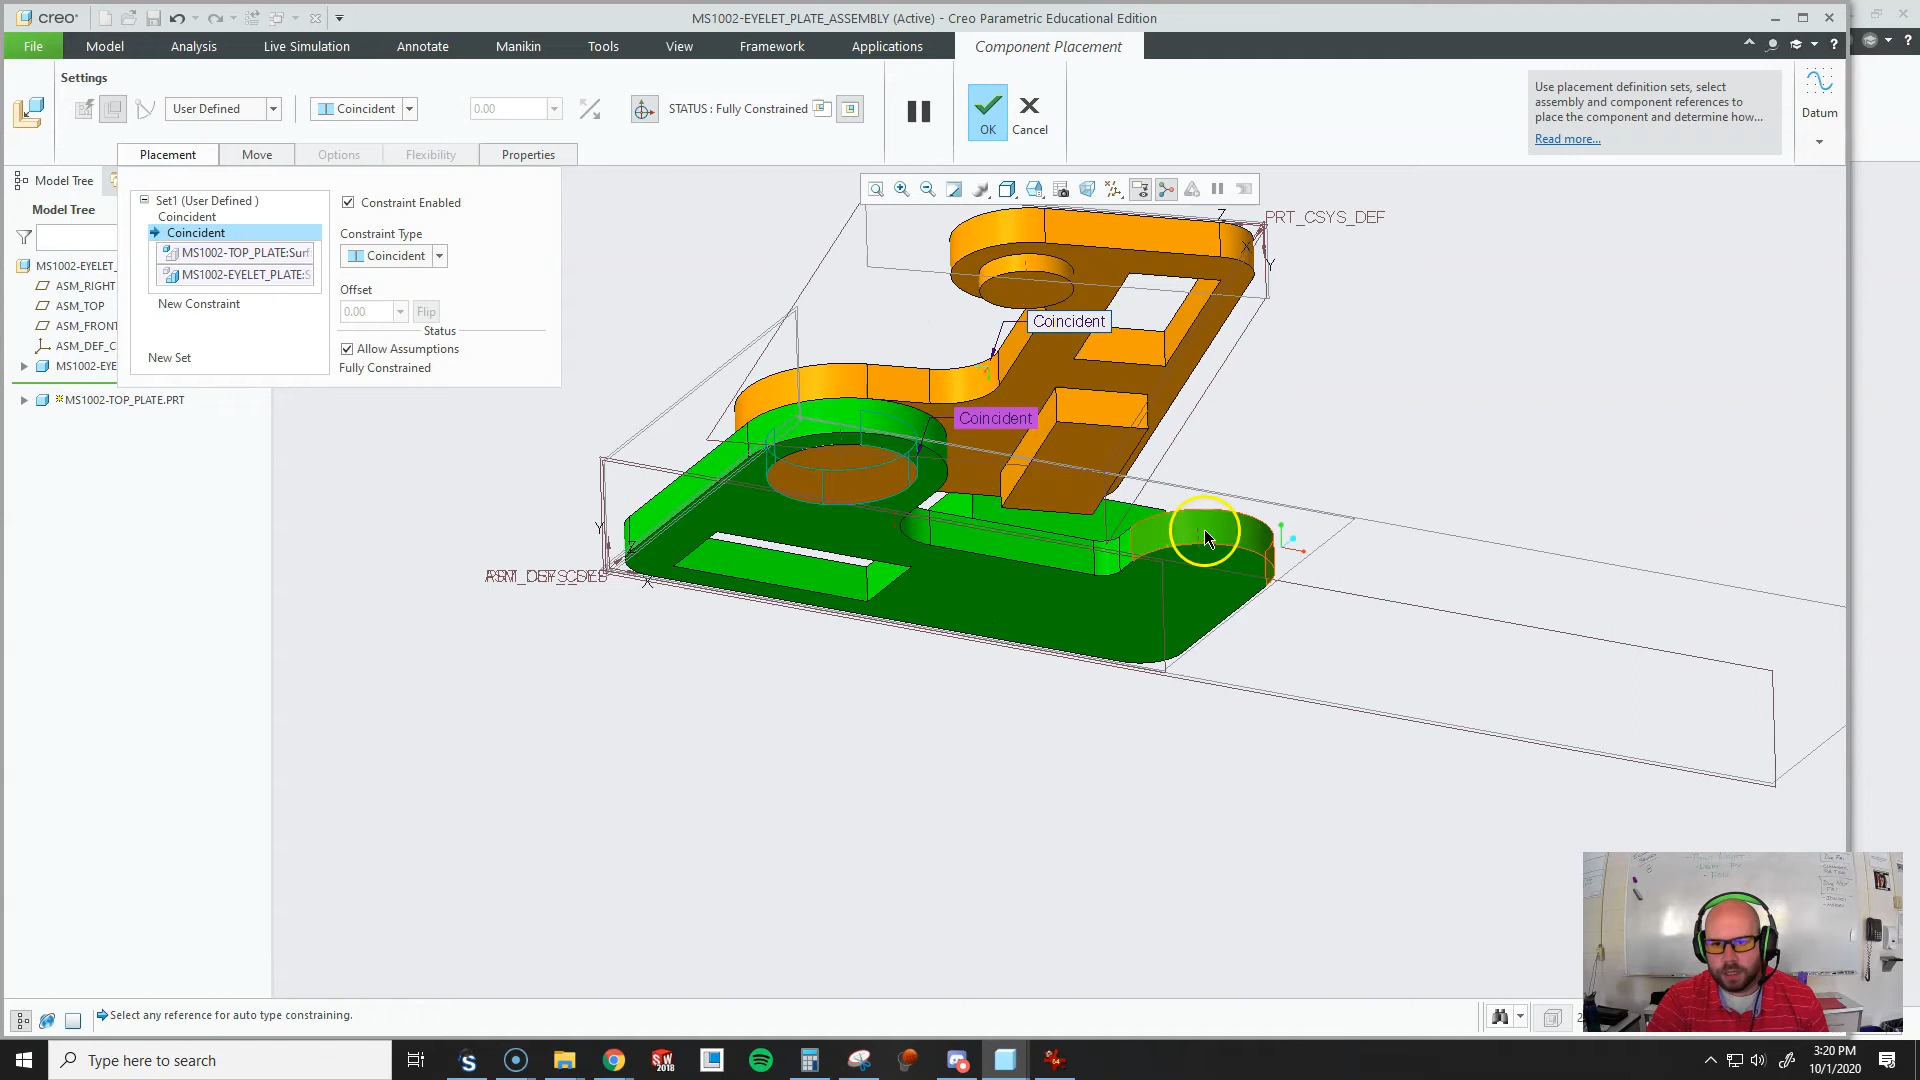 creo
MS1002-EYELET_PLATE_ASSEMBLY (Active) - Creo Parametric Educational Edition
File Model Analysis Live Simulation Annotate Manikin Tools View Framework Applications Component Placement
Settings
User Defined
Coincident
0.00
STATUS : Fully Constrained
OK
Cancel
Use placement definition sets, select
assembly and component references to
place the component and determine how...
Read more...
Datum
Placement Move Options Flexibility Properties
Model Tree
Model Tree
MS1002-EYELET_
ASM_RIGHT
ASM_TOP
ASM_FRONT
ASM_DEF_C
MS1002-EYE
MS1002-TOP_PLATE.PRT
Set1 (User Defined )
Coincident
Coincident
MS1002-TOP_PLATE:Surf
MS1002-EYELET_PLATE:S
New Constraint
New Set
Constraint Enabled
Constraint Type
Coincident
Offset
0.00
Flip
Status
Allow Assumptions
Fully Constrained
Z
PRT_CSYS_DEF
X
Y
Coincident
Coincident
Y
Z
X
Select any reference for auto type constraining.
Type here to search
3:20 PM
10/1/2020